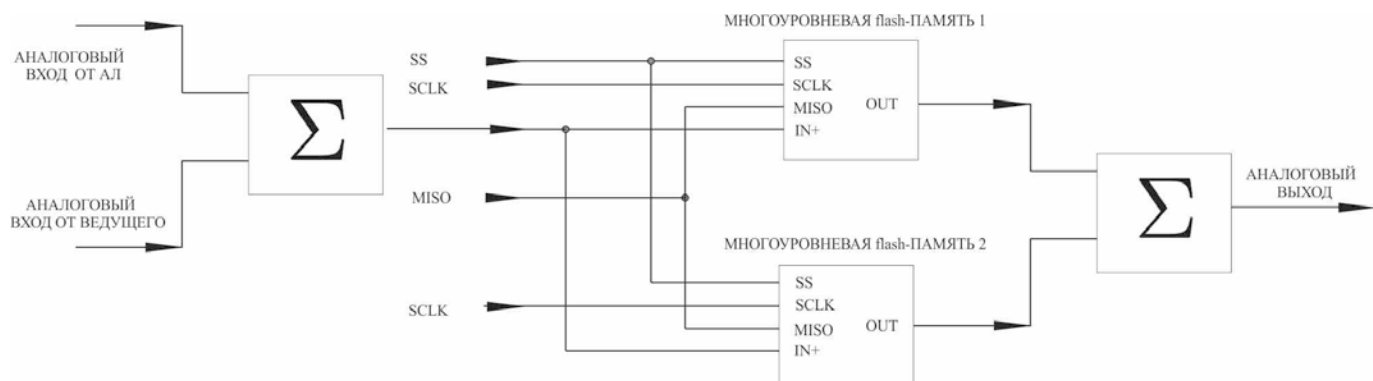 АНАЛОГОВЫЙ
ВХОД ОТ АЛ
АНАЛОГОВЫЙ
ВХОД ОТ ВЕДУЩЕГО
Σ
SS
SCLK
MISO
SCLK
МНОГОУРОВНЕВАЯ flash-ПАМЯТЬ 1
SS
SCLK
MISO
IN+
OUT
МНОГОУРОВНЕВАЯ flash-ПАМЯТЬ 2
SS
SCLK
MISO
IN+
OUT
Σ
АНАЛОГОВЫЙ
ВЫХОД